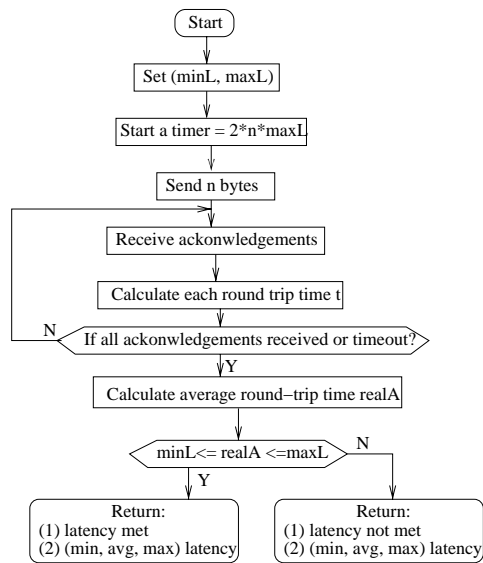 Start
Set (minL, maxL)
Start a timer = 2*n*maxL
Send n bytes
Receive ackonwledgements
Calculate each round trip time t
N
If all ackonwledgements received or timeout?
Y
Calculate average round−trip time realA
minL<= realA <=maxL
N
Y
Return:
(1) latency met
(2) (min, avg, max) latency
Return:
(1) latency not met
(2) (min, avg, max) latency